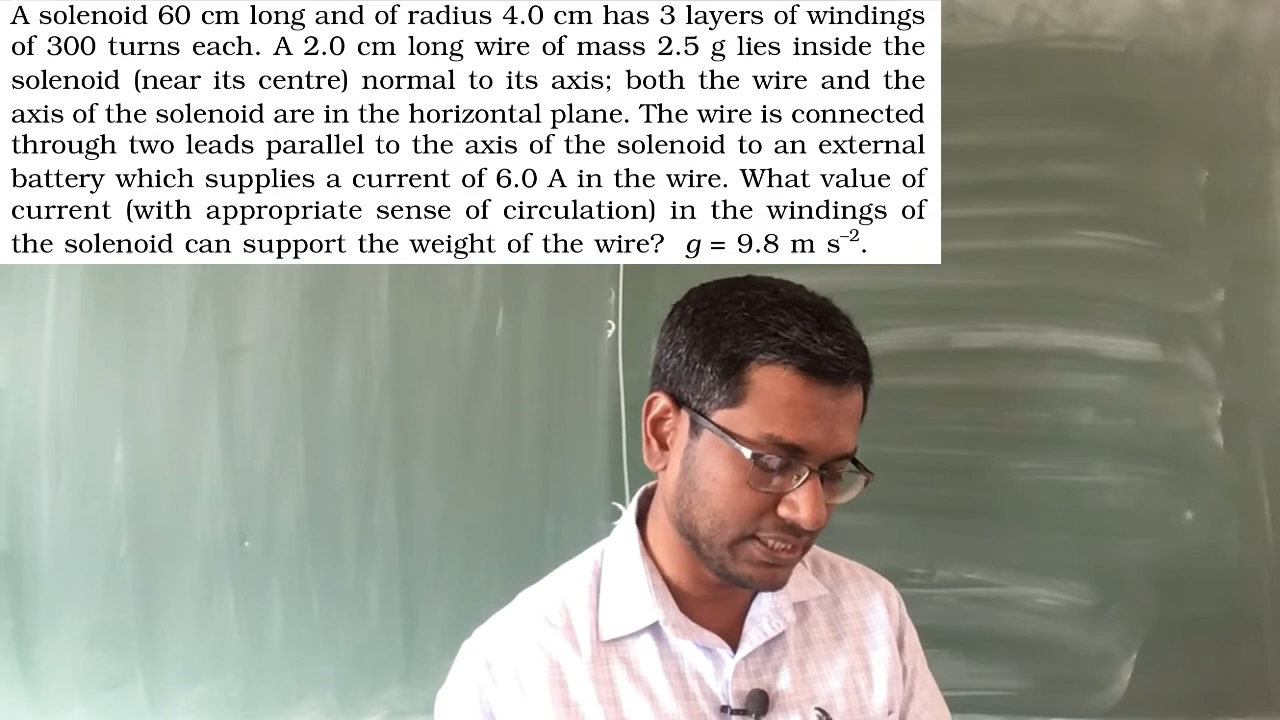 A solenoid 60 cm long and of radius 4.0 cm has 3 layers of windings
of 300 turns each. A 2.0 cm long wire of mass 2.5 g lies inside the
solenoid (near its centre) normal to its axis; both the wire and the
axis of the solenoid are in the horizontal plane. The wire is connected
through two leads parallel to the axis of the solenoid to an external
battery which supplies a current of 6.0 A in the wire. What value of
current (with appropriate sense of circulation) in the windings of
the solenoid can support the weight of the wire? g = 9.8 m s⁻².